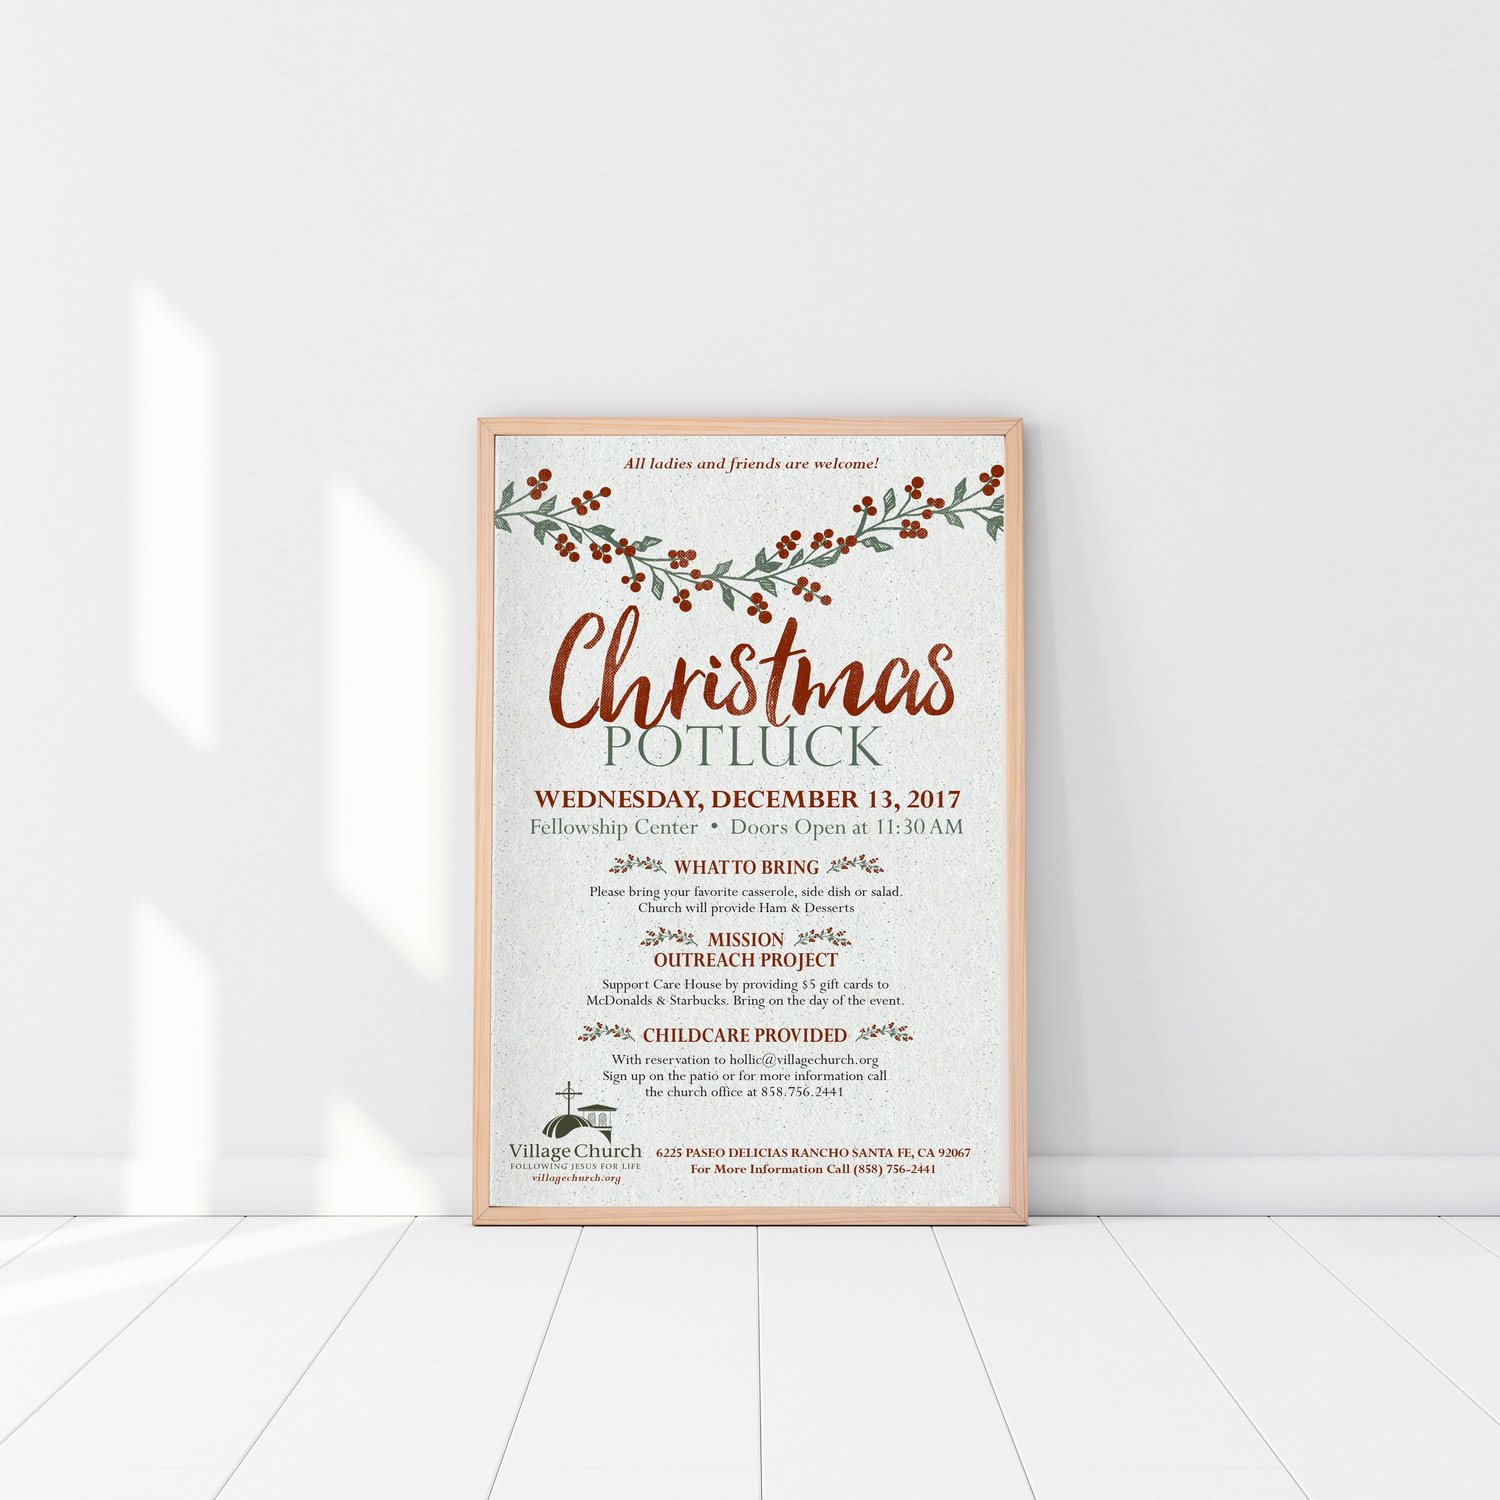 All ladies and friends are welcome!
Christmas
POTLUCK
WEDNESDAY, DECEMBER 13, 2017
Fellowship Center • Doors Open at 11:30 AM
WHAT TO BRING
Please bring your favorite casserole, side dish or salad.
Church will provide Ham & Desserts
MISSION
OUTREACH PROJECT
Support Care House by providing $5 gift cards to
McDonalds & Starbucks. Bring on the day of the event.
CHILDCARE PROVIDED
With reservation to hollic@villagechurch.org
Sign up on the patio or for more information call
the church office at 858.756.2441
Village Church
FOLLOWING JESUS FOR LIFE
villagechurch.org
6225 PASEO DELICIAS RANCHO SANTA FE, CA 92067
For More Information Call (858) 756-2441